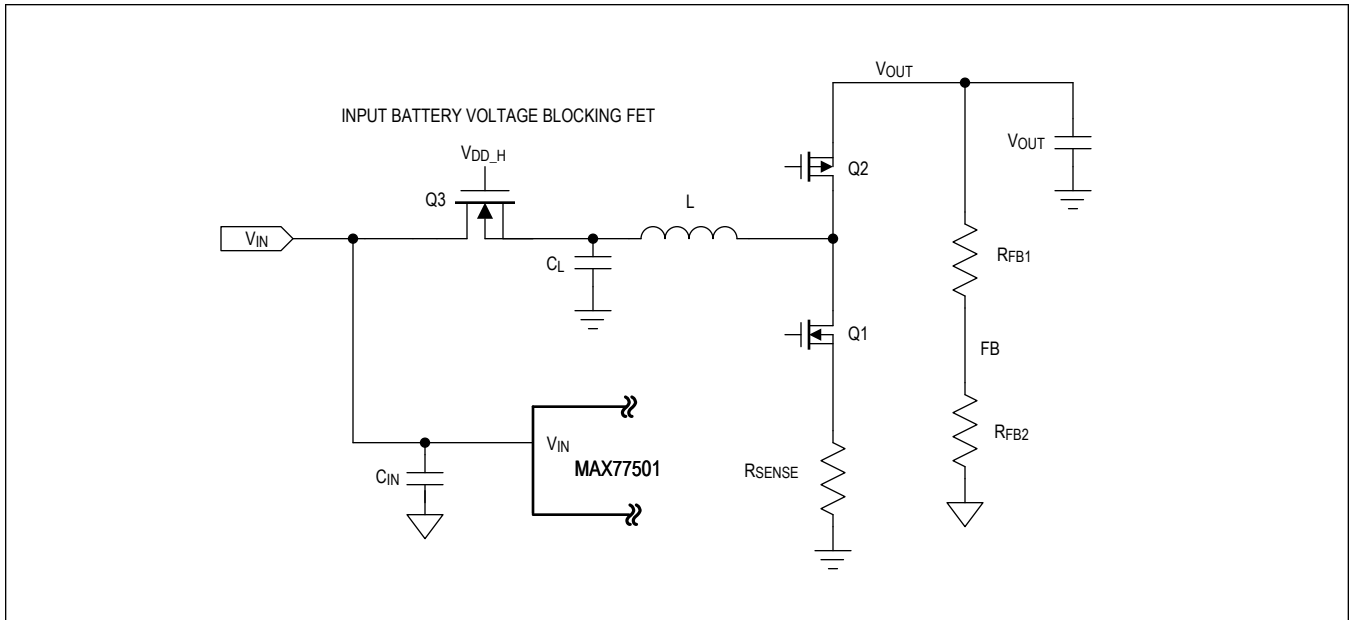 VOUT
INPUT BATTERY VOLTAGE BLOCKING FET
VOUT
VDD_H
Q2
Q3
L
VIN
RFB1
CL
Q1
FB
RFB2
VIN
MAX77501
CIN
RSENSE